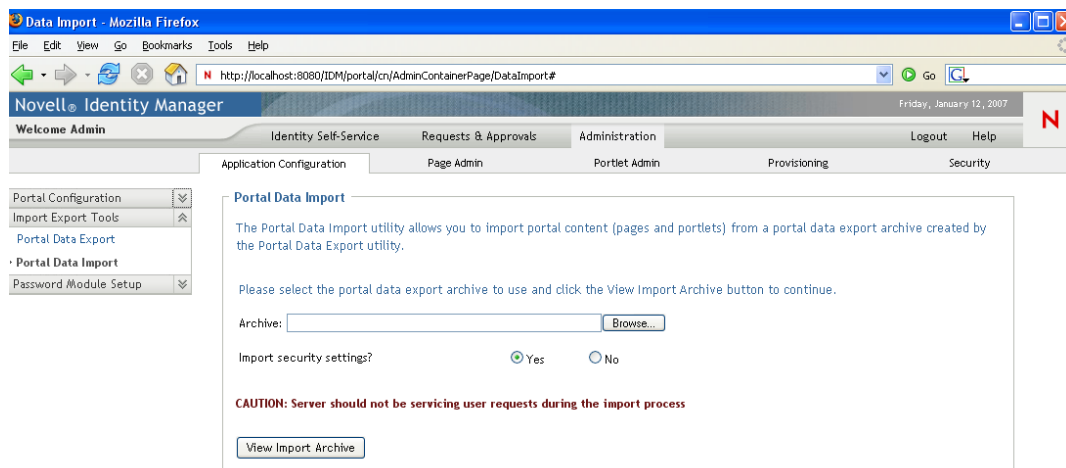 Data Import - Mozilla Firefox
File Edit View Go Bookmarks Tools Help
N http://localhost:8080/IDM/portal/cn/AdminContainerPage/DataImport# Go G
Novell® Identity Manager Friday, January 12, 2007
N
Welcome Admin Identity Self-Service Requests & Approvals Administration Logout Help
Application Configuration Page Admin Portlet Admin Provisioning Security
Portal Configuration
Import Export Tools
Portal Data Export
Portal Data Import
Password Module Setup
Portal Data Import
The Portal Data Import utility allows you to import portal content (pages and portlets) from a portal data export archive created by
the Portal Data Export utility.
Please select the portal data export archive to use and click the View Import Archive button to continue.
Archive: Browse...
Import security settings? Yes No
CAUTION: Server should not be servicing user requests during the import process
View Import Archive